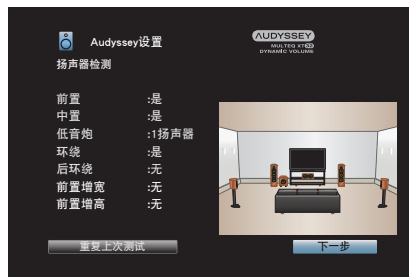 Audyssey设置
AUDYSSEY
MULTEQ XT32
DYNAMIC VOLUME
扬声器检测
前置 :是
中置 :是
低音炮 :1扬声器
环绕 :是
后环绕 :无
前置增宽 :无
前置增高 :无
重复上次测试
下一步